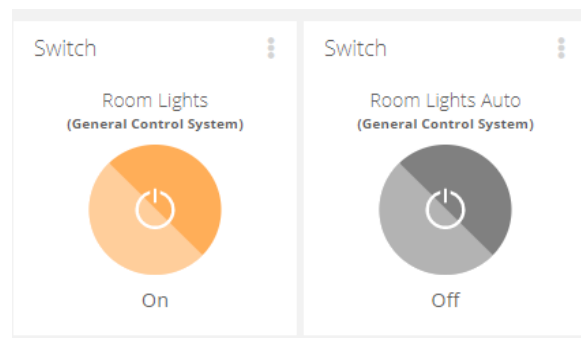 Switch
Room Lights
(General Control System)
On
Switch
Room Lights Auto
(General Control System)
Off